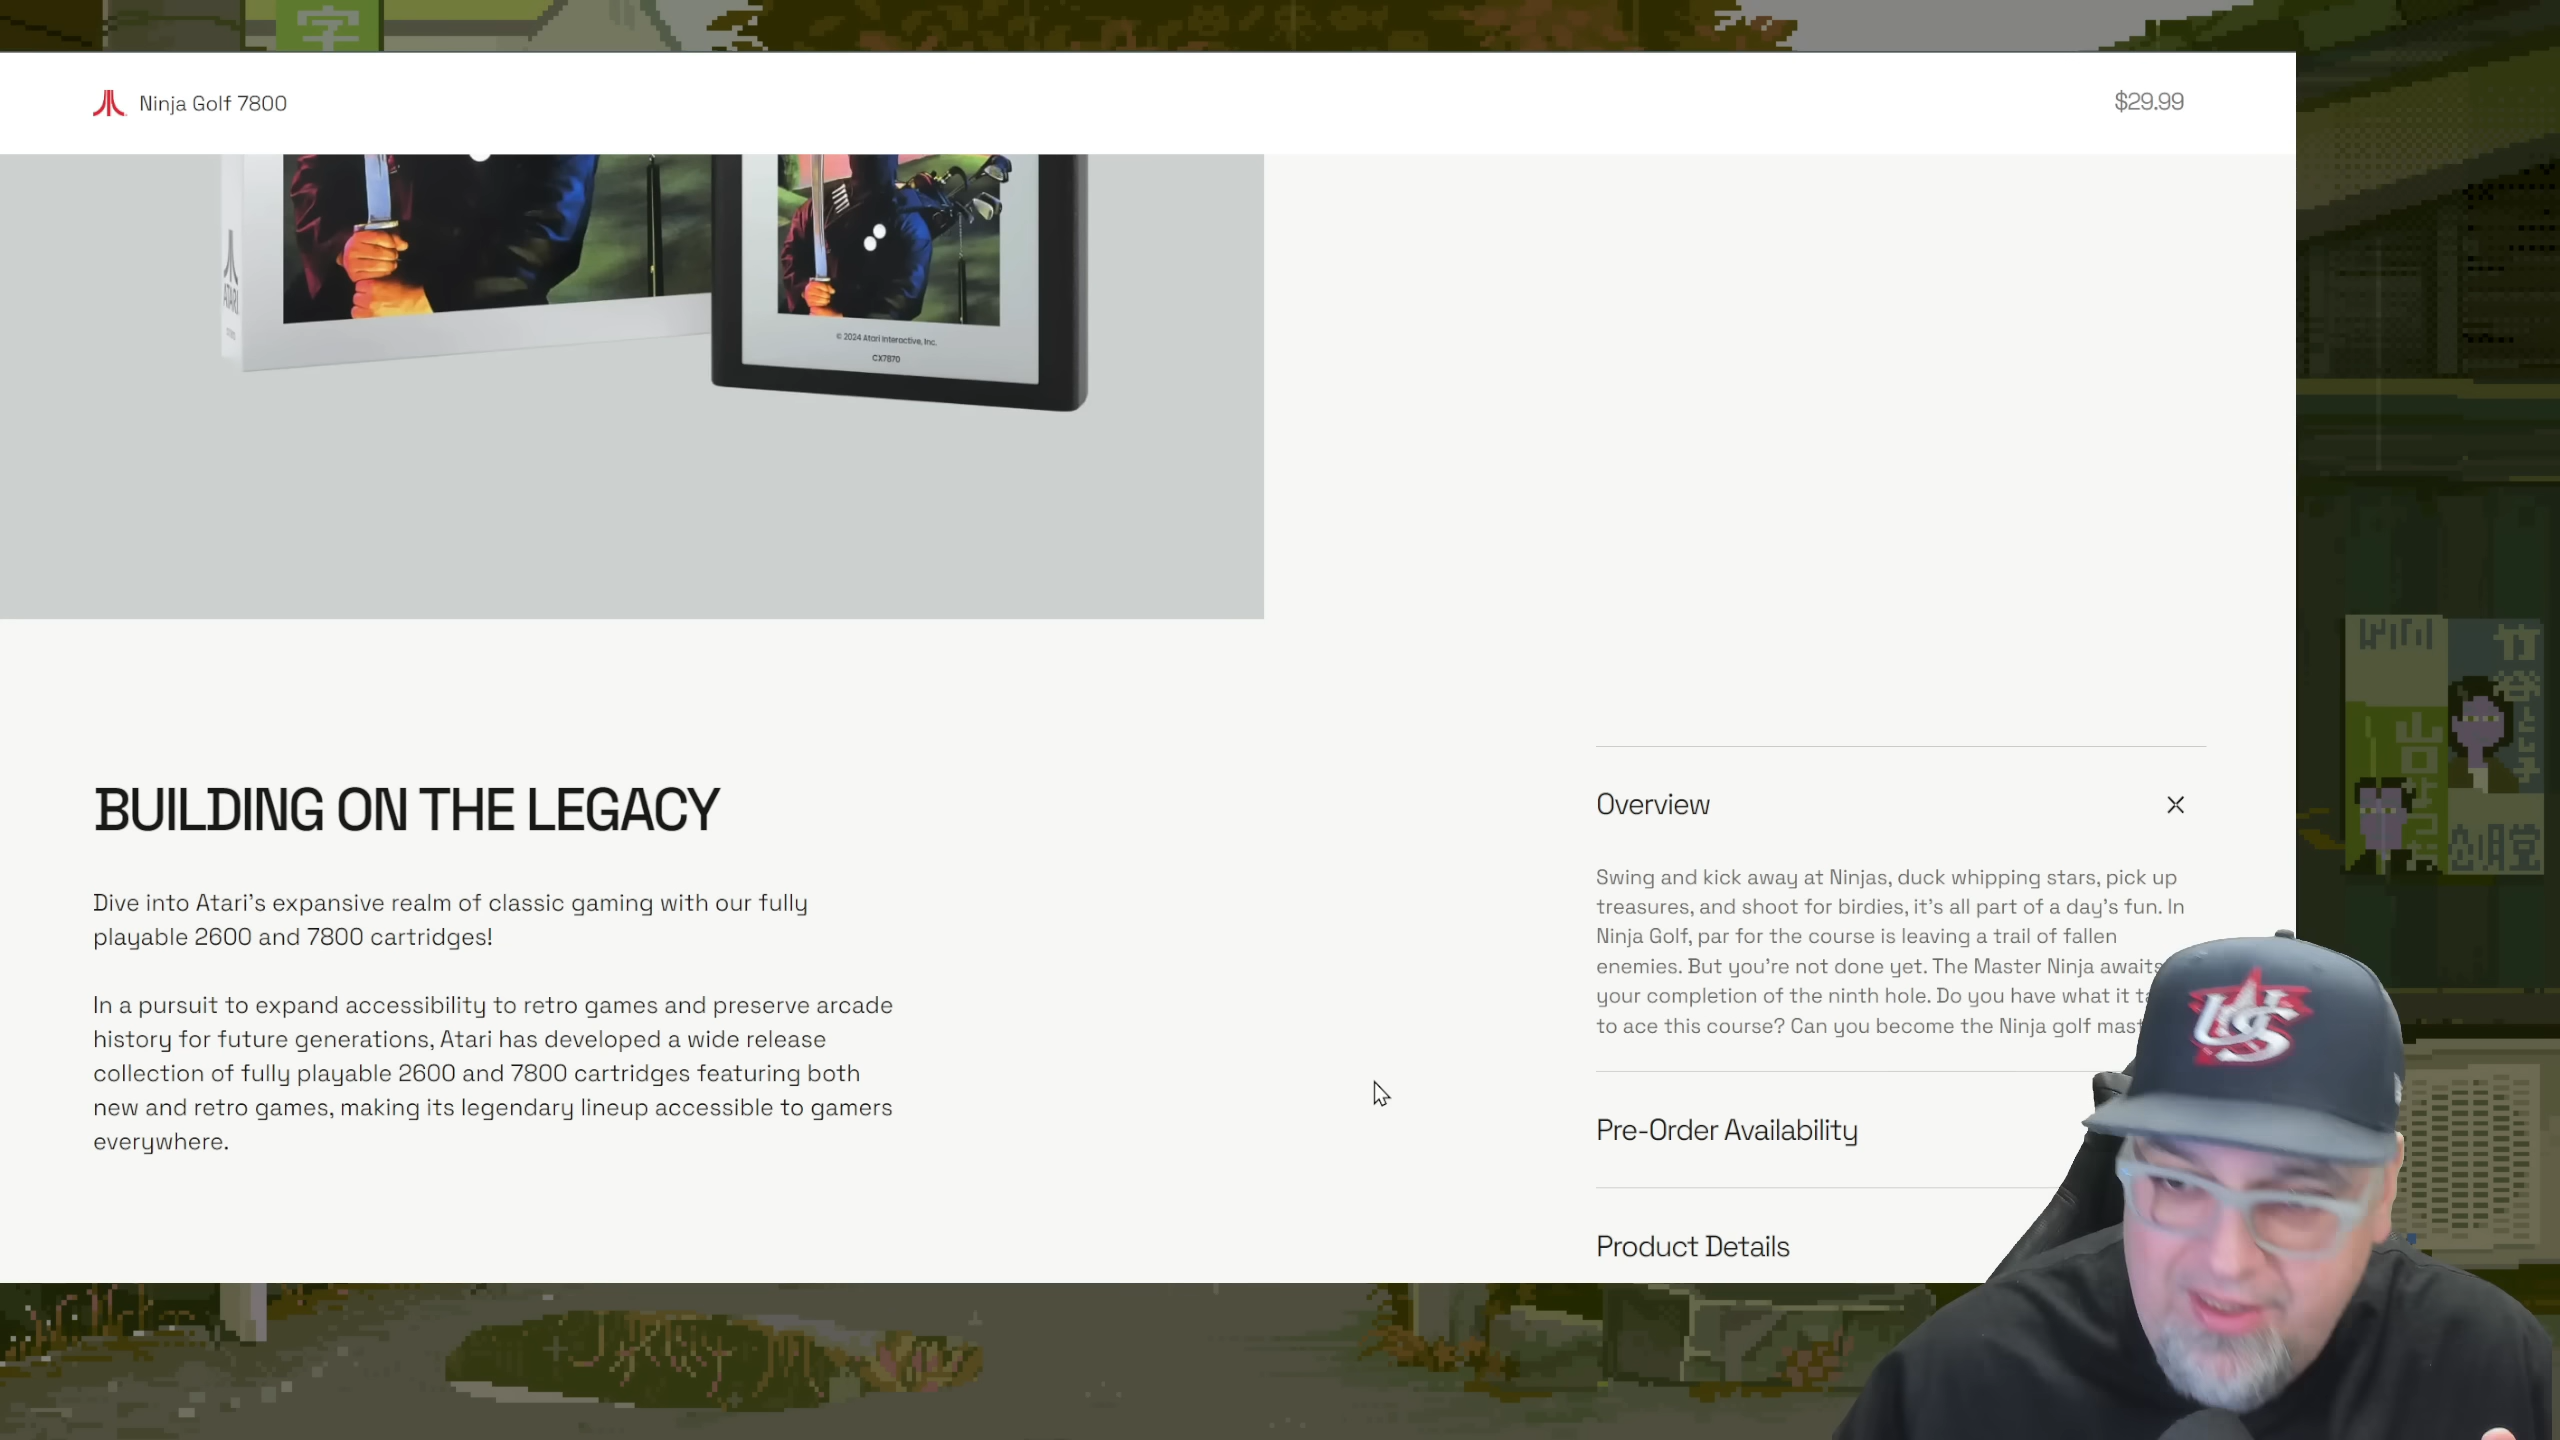 字
Ninja Golf 7800
$29.99
ATARI
© 2024 Atari Interactive, Inc.
CX7870
BUILDING ON THE LEGACY
Dive into Atari's expansive realm of classic gaming with our fully
playable 2600 and 7800 cartridges!
In a pursuit to expand accessibility to retro games and preserve arcade
history for future generations, Atari has developed a wide release
collection of fully playable 2600 and 7800 cartridges featuring both
new and retro games, making its legendary lineup accessible to gamers
everywhere.
Overview
Swing and kick away at Ninjas, duck whipping stars, pick up
treasures, and shoot for birdies, it's all part of a day's fun. In
Ninja Golf, par for the course is leaving a trail of fallen
enemies. But you're not done yet. The Master Ninja awaits
your completion of the ninth hole. Do you have what it
to ace this course? Can you become the Ninja golf
Pre-Order Availability
Product Details
US